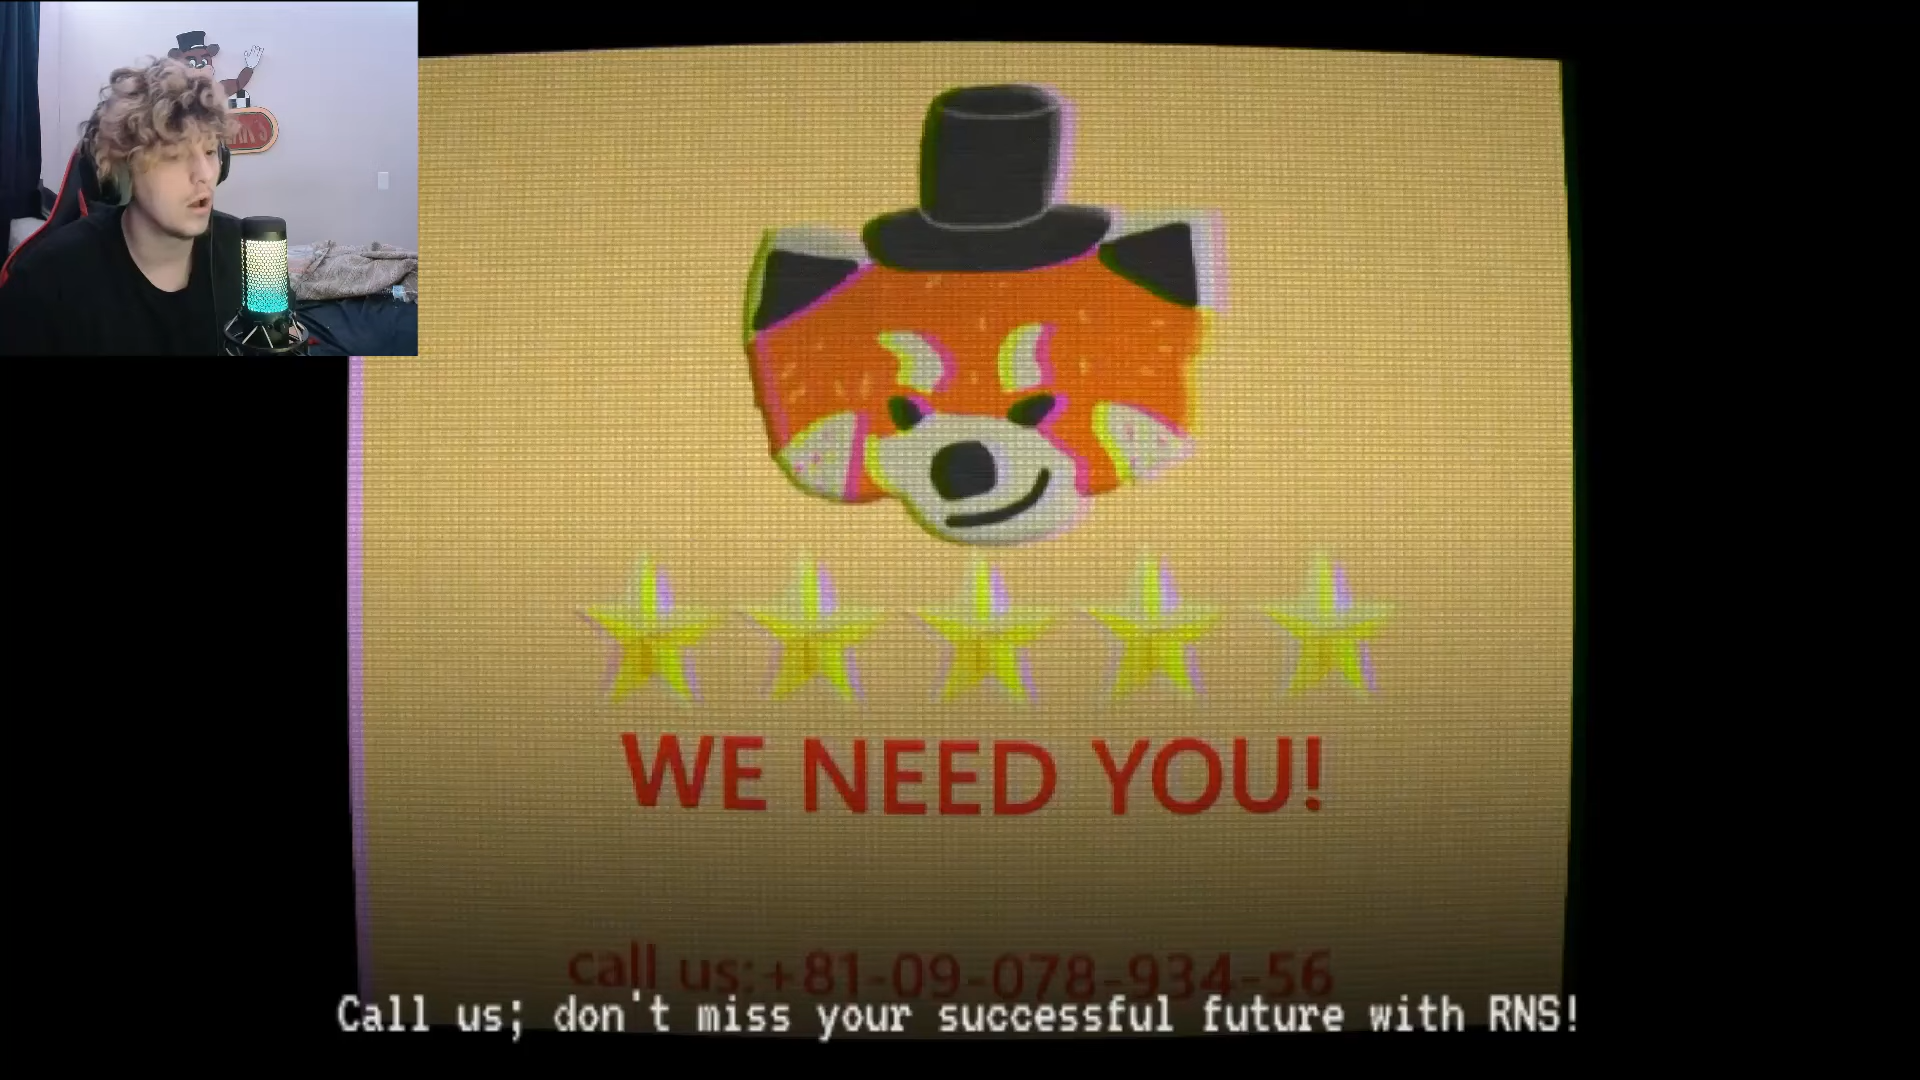 WE NEED YOU!
call us:+81-09-078-934-56
Call us; don't miss your successful future with RNS!